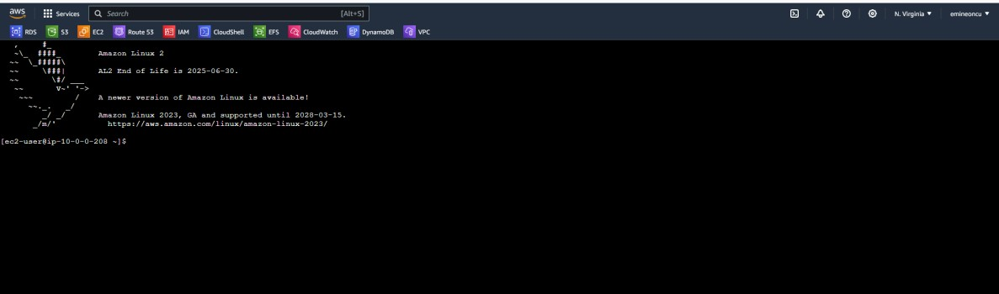 aws Services Search [Alt+S] N. Virginia ▼ emineoncu ▼
RDS S3 EC2 Route 53 IAM CloudShell EFS CloudWatch DynamoDB VPC
   ,     #_
   ~\_  ####_        Amazon Linux 2
  ~~  \_#####\
  ~~     \###|       AL2 End of Life is 2025-06-30.
  ~~       \#/ ___
   ~~       V~' '->
    ~~~         /    A newer version of Amazon Linux is available!
      ~~._.   _/
         _/ _/       Amazon Linux 2023, GA and supported until 2028-03-15.
       _/m/'           https://aws.amazon.com/linux/amazon-linux-2023/
[ec2-user@ip-10-0-0-208 ~]$